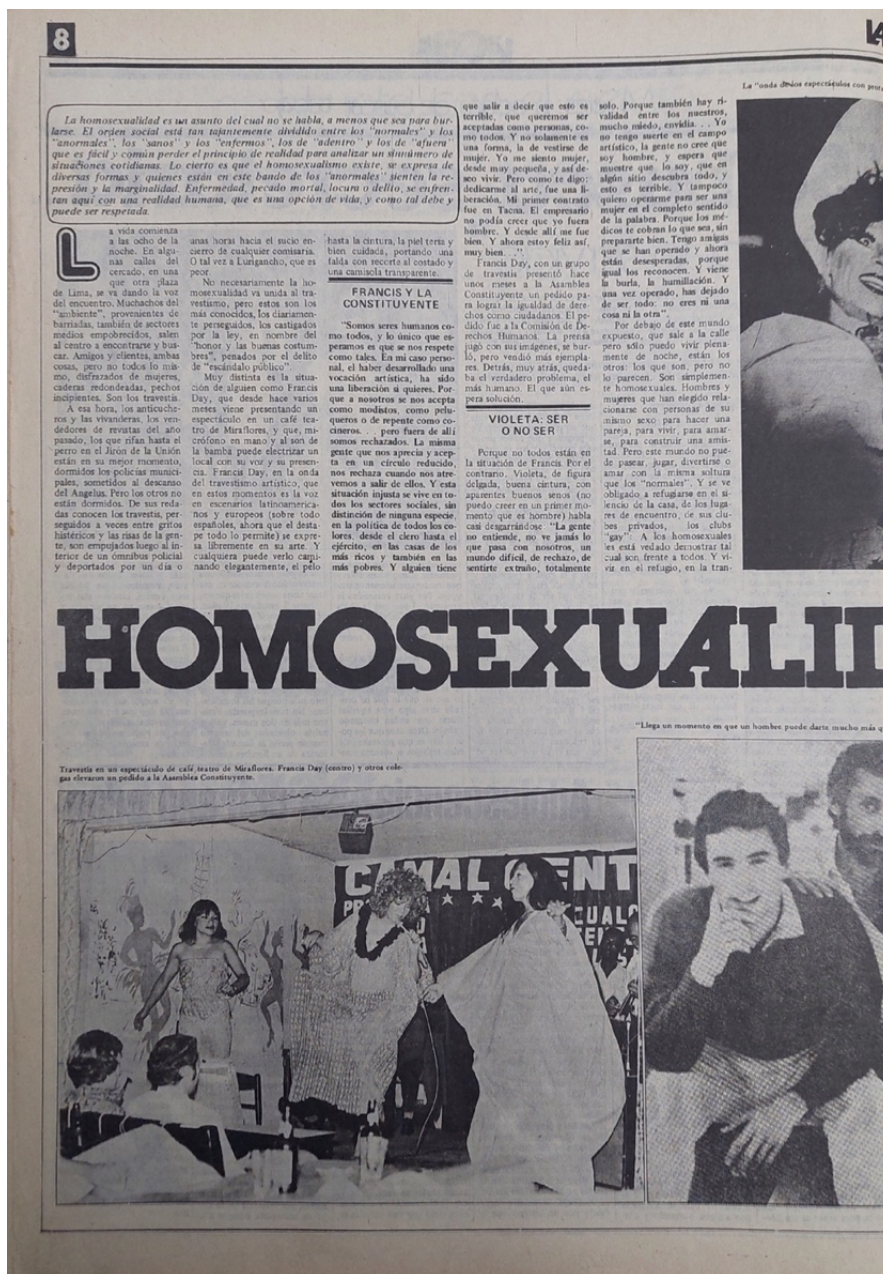 8
La "onda de los espectáculos con
La homosexualidad es un asunto del cual no se habla, a menos que sea para bur-
larse. El orden social está tan tajantemente dividido entre los "normales" y los
"anormales", los "sanos" y los "enfermos", los de "adentro" y los de "afuera"
que es fácil y común perder el principio de realidad para analizar un sinnúmero de
situaciones cotidianas. Lo cierto es que el homosexualismo existe, se expresa de
diversas formas y quienes están en este bando de los "anormales" sienten la re-
presión y la marginalidad. Enfermedad, pecado mortal, locura o delito, se enfren-
tan aquí con una realidad humana, que es una opción de vida, y como tal debe y
puede ser respetada.
La vida comienza
a las ocho de la
noche. En algu-
nas callos del
cercado, en una
que otra plaza
de Lima, se va dando la voz
del encuentro. Muchachos del
"ambiente", provenientes de
barriadas, también de sectores
medios empobrecidos, salen
al centro a encontrarse y bus-
car. Amigos y clientes, ambas
cosas, pero no todos lo mis-
mo, disfrazados de mujeres,
caderas redondeadas, pechos
incipientes. Son los travestis.
A esa hora, los anticuche-
ros y las vivanderas, los ven-
dedores de revistas del año
pasado, los que rifan hasta el
perro en el Jirón de la Unión
están en su mejor momento,
dormidos los policías munici-
pales, sometidos al descanso
del Angelus. Pero los otros no
están dormidos. De sus reda-
das conocen los travestis, per-
seguidos a veces entre gritos
histéricos y las risas de la gen-
te, son empujados luego al in-
terior de un ómnibus policial
y deportados por un día o
unas horas hacia el sucio en-
cierro de cualquier comisaría.
O tal vez a Lurigancho, que es
peor.
No necesariamente la ho-
mosexualidad va unida al tra-
vestismo, pero estos son los
más conocidos, los diariamen-
te perseguidos, los castigados
por la ley, en nombre del
"honor y las buenas costum-
bres", penados por el delito
de "escándalo público".
Muy distinta es la situa-
ción de alguien como Francis
Day, que desde hace varios
meses viene presentando un
espectáculo en un café tea-
tro de Miraflores, y que, mi-
crófono en mano y al son de
la bamba puede electrizar un
local con su voz y su presen-
cia. Francis Day, en la onda
del travestismo artístico, que
en estos momentos es la voz
en escenarios latinoamerica-
nos y europeos (sobre todo
españoles, ahora que el desta-
pe todo lo permite) se expre-
sa libremente en su arte. Y
cualquiera puede verlo cami-
nando elegantemente, el pelo
hasta la cintura, la piel tersa y
bien cuidada, portando una
falda con recorte al costado y
una camisola transparente.
FRANCIS Y LA
CONSTITUYENTE
"Somos seres humanos co-
mo todos, y lo único que es-
peramos es que se nos respete
como tales. En mi caso perso-
nal, el haber desarrollado una
vocación artística, ha sido
una liberación si quieres. Por-
que a nosotros se nos acepta
como modistos, como pelu-
queros o de repente como co-
cineros. . . pero fuera de allí
somos rechazados. La misma
gente que nos aprecia y acep-
ta en un círculo reducido,
nos rechaza cuando nos atre-
vemos a salir de ellos. Y esta
situación injusta se vive en to-
dos los sectores sociales, sin
distinción de ninguna especie,
en la política de todos los co-
lores, desde el clero hasta el
ejército, en las casas de los
más ricos y también en las
más pobres. Y alguien tiene
que salir a decir que esto es
terrible, que queremos ser
aceptadas como personas, co-
mo todos. Y no solamente es
una forma, la de vestirse de
mujer. Yo me siento mujer,
desde muy pequeña, y así de-
seo vivir. Pero como te digo:
dedicarme al arte, fue una li-
beración. Mi primer contrato
fue en Tacna. El empresario
no podía creer que yo fuera
hombre. Y desde allí me fue
bien. Y ahora estoy feliz así,
muy bien. . ."
Francis Day, con un grupo
de travestis presentó hace
unos meses a la Asamblea
Constituyente un pedido pa-
ra lograr la igualdad de dere-
chos como ciudadanos. El pe-
dido fue a la Comisión de De-
rechos Humanos. La prensa
jugó con sus imágenes, se bur-
ló, pero vendió más ejempla-
res. Detrás, muy atrás, queda-
ba el verdadero problema, el
más humano. El que aún es-
pera solución.
VIOLETA: SER
O NO SER
Porque no todos están en
la situación de Francis. Por el
contrario. Violeta, de figura
delgada, buena cintura, con
aparentes buenos senos (no
puedo creer en un primer mo-
mento que es hombre) habla
casi desgarrándose: "La gente
no entiende, no ve jamás lo
que pasa con nosotros, un
mundo difícil, de rechazo, de
sentirte extraño, totalmente
solo. Porque también hay ri-
validad entre los nuestros,
mucho miedo, envidia. . . Yo
no tengo suerte en el campo
artístico, la gente no cree que
soy hombre, y espera que
muestre que lo soy, que en
algún sitio descubra todo, y
esto es terrible. Y tampoco
quiero operarme para ser una
mujer en el completo sentido
de la palabra. Porque los mé-
dicos te cobran lo que sea, sin
prepararte bien. Tengo amigas
que se han operado y ahora
están desesperadas, porque
igual los reconocen. Y viene
la burla, la humillación. Y
una vez operado, has dejado
de ser todo: no eres ni una
cosa ni la otra".
Por debajo de este mundo
expuesto, que sale a la calle
pero sólo puede vivir plena-
mente de noche, están los
otros: los que son, pero no
lo parecen. Son simplemen-
te homosexuales. Hombres y
mujeres que han elegido rela-
cionarse con personas de su
mismo sexo para hacer una
pareja, para vivir, para amar-
se, para construir una amis-
tad. Pero este mundo no pue-
de pasear, jugar, divertirse o
amar con la misma soltura
que los "normales". Y se ve
obligado a refugiarse en el si-
lencio de la casa, de los luga-
res de encuentro, de sus clu-
bes privados, los clubs
"gay": A los homosexuales
les está vedado demostrar tal
cual son, frente a todos. Y vi-
vir en el refugio, en la tran-
HOMOSEXUALID
"Llega un momento en que un hombre puede darte mucho más q
Travestis en un espectáculo de café teatro de Miraflores. Francis Day (centro) y otros cole-
gas elevaron un pedido a la Asamblea Constituyente.